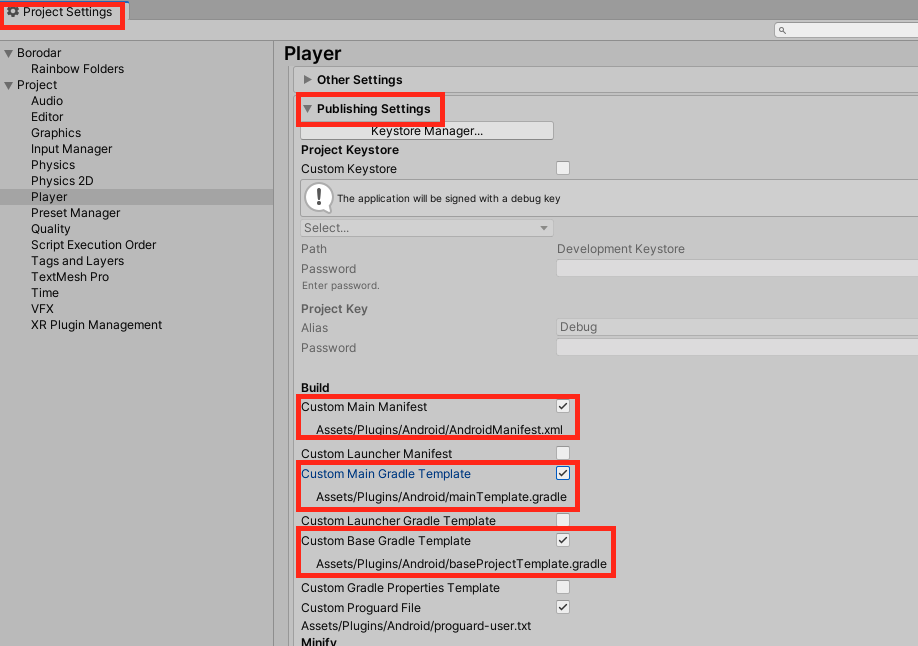 Project Settings
Borodar
Rainbow Folders
Project
Audio
Editor
Graphics
Input Manager
Physics
Physics 2D
Player
Preset Manager
Quality
Script Execution Order
Tags and Layers
TextMesh Pro
Time
VFX
XR Plugin Management
Player
Other Settings
Publishing Settings
Keystore Manager...
Project Keystore
Custom Keystore
The application will be signed with a debug key
Select...
Path Development Keystore
Password
Enter password.
Project Key
Alias Debug
Password
Build
Custom Main Manifest
Assets/Plugins/Android/AndroidManifest.xml
Custom Launcher Manifest
Custom Main Gradle Template
Assets/Plugins/Android/mainTemplate.gradle
Custom Launcher Gradle Template
Custom Base Gradle Template
Assets/Plugins/Android/baseProjectTemplate.gradle
Custom Gradle Properties Template
Custom Proguard File
Assets/Plugins/Android/proguard-user.txt
Minify